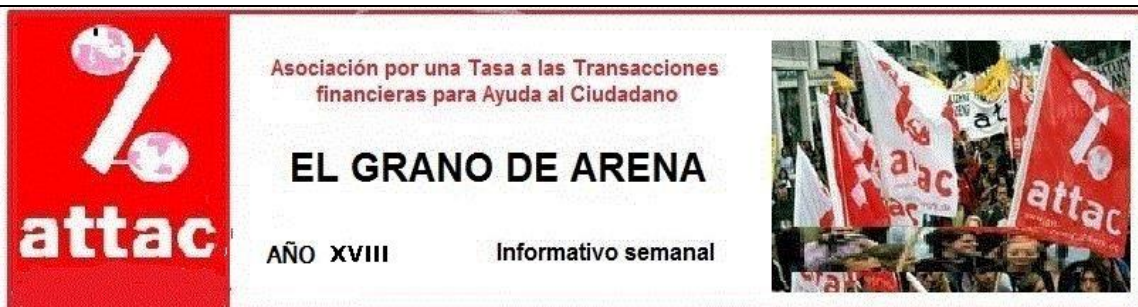 attac
Asociación por una Tasa a las Transacciones
financieras para Ayuda al Ciudadano
EL GRANO DE ARENA
AÑO XVIII
Informativo semanal
attac
attac